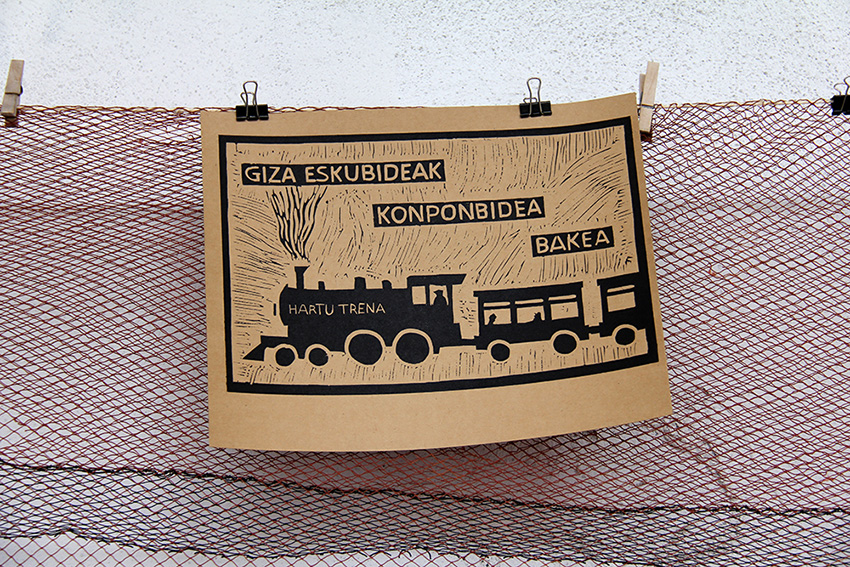 GIZA ESKUBIDEAK
KONPONBIDEA
BAKEA
HARTU TRENA